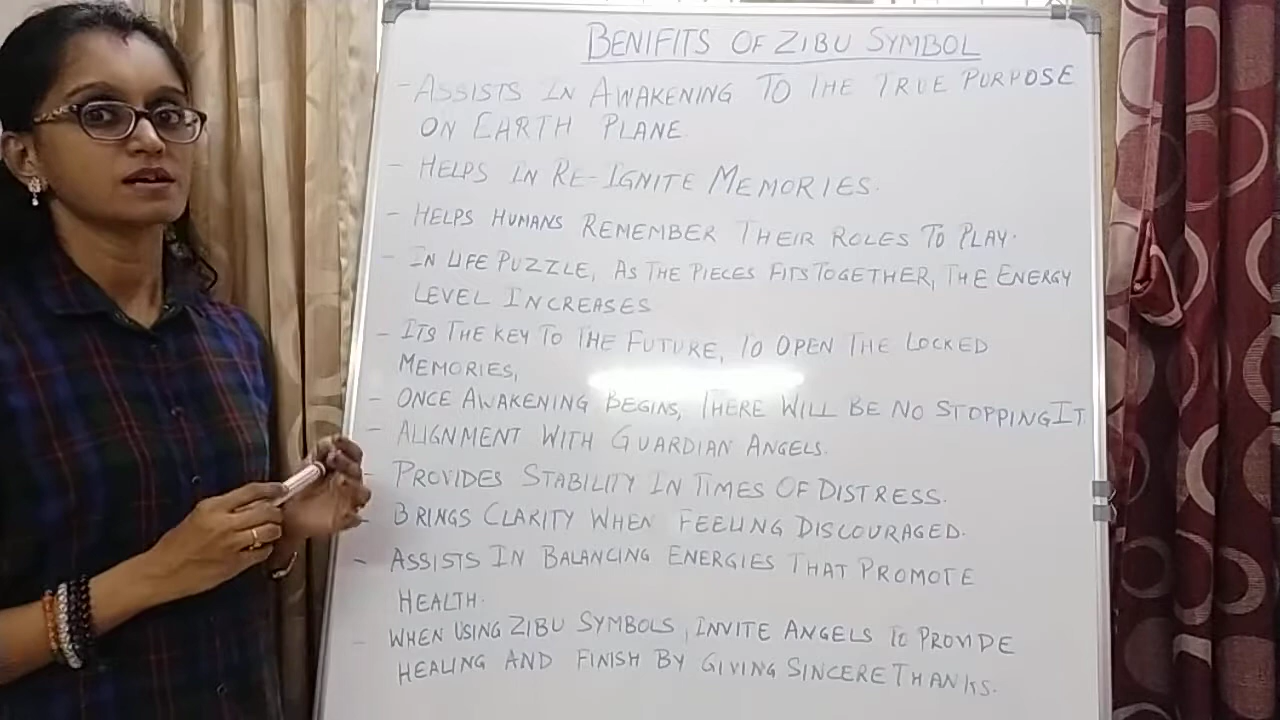 BENIFITS OF ZIBU SYMBOL
- ASSISTS IN AWAKENING TO THE TRUE PURPOSE
ON EARTH PLANE.
- HELPS IN RE-IGNITE MEMORIES.
- HELPS HUMANS REMEMBER THEIR ROLES TO PLAY.
- IN LIFE PUZZLE, AS THE PIECES FITS TOGETHER, THE ENERGY
LEVEL INCREASES
- ITS THE KEY TO THE FUTURE, TO OPEN THE LOCKED
MEMORIES,
- ONCE AWAKENING BEGINS, THERE WILL BE NO STOPPING IT.
- ALIGNMENT WITH GUARDIAN ANGELS.
- PROVIDES STABILITY IN TIMES OF DISTRESS.
- BRINGS CLARITY WHEN FEELING DISCOURAGED.
- ASSISTS IN BALANCING ENERGIES THAT PROMOTE
HEALTH.
- WHEN USING ZIBU SYMBOLS, INVITE ANGELS TO PROVIDE
HEALING AND FINISH BY GIVING SINCERE THANKS.